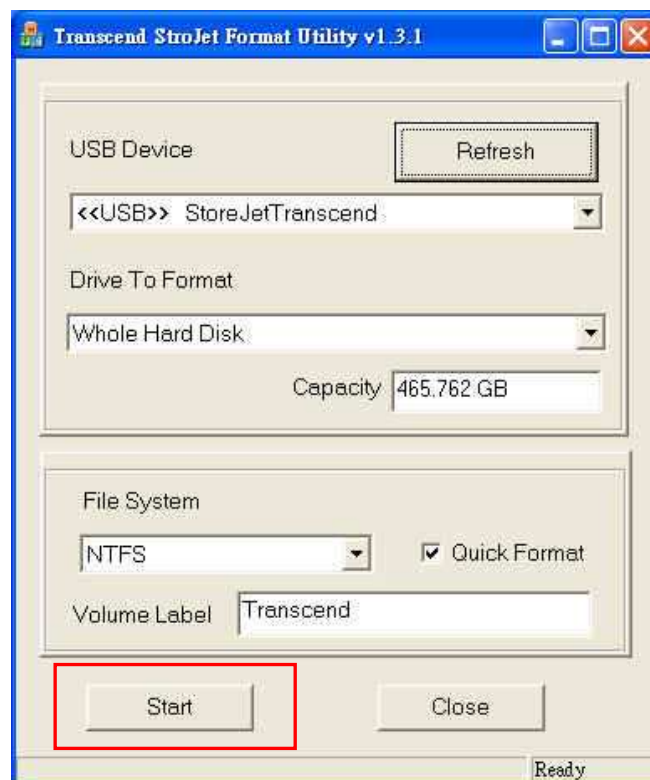 Transcend StroJet Format Utility v1.3.1
USB Device
Refresh
<<USB>> StoreJetTranscend
Drive To Format
Whole Hard Disk
Capacity 465.762 GB
File System
NTFS
Quick Format
Volume Label Transcend
Start
Close
Ready